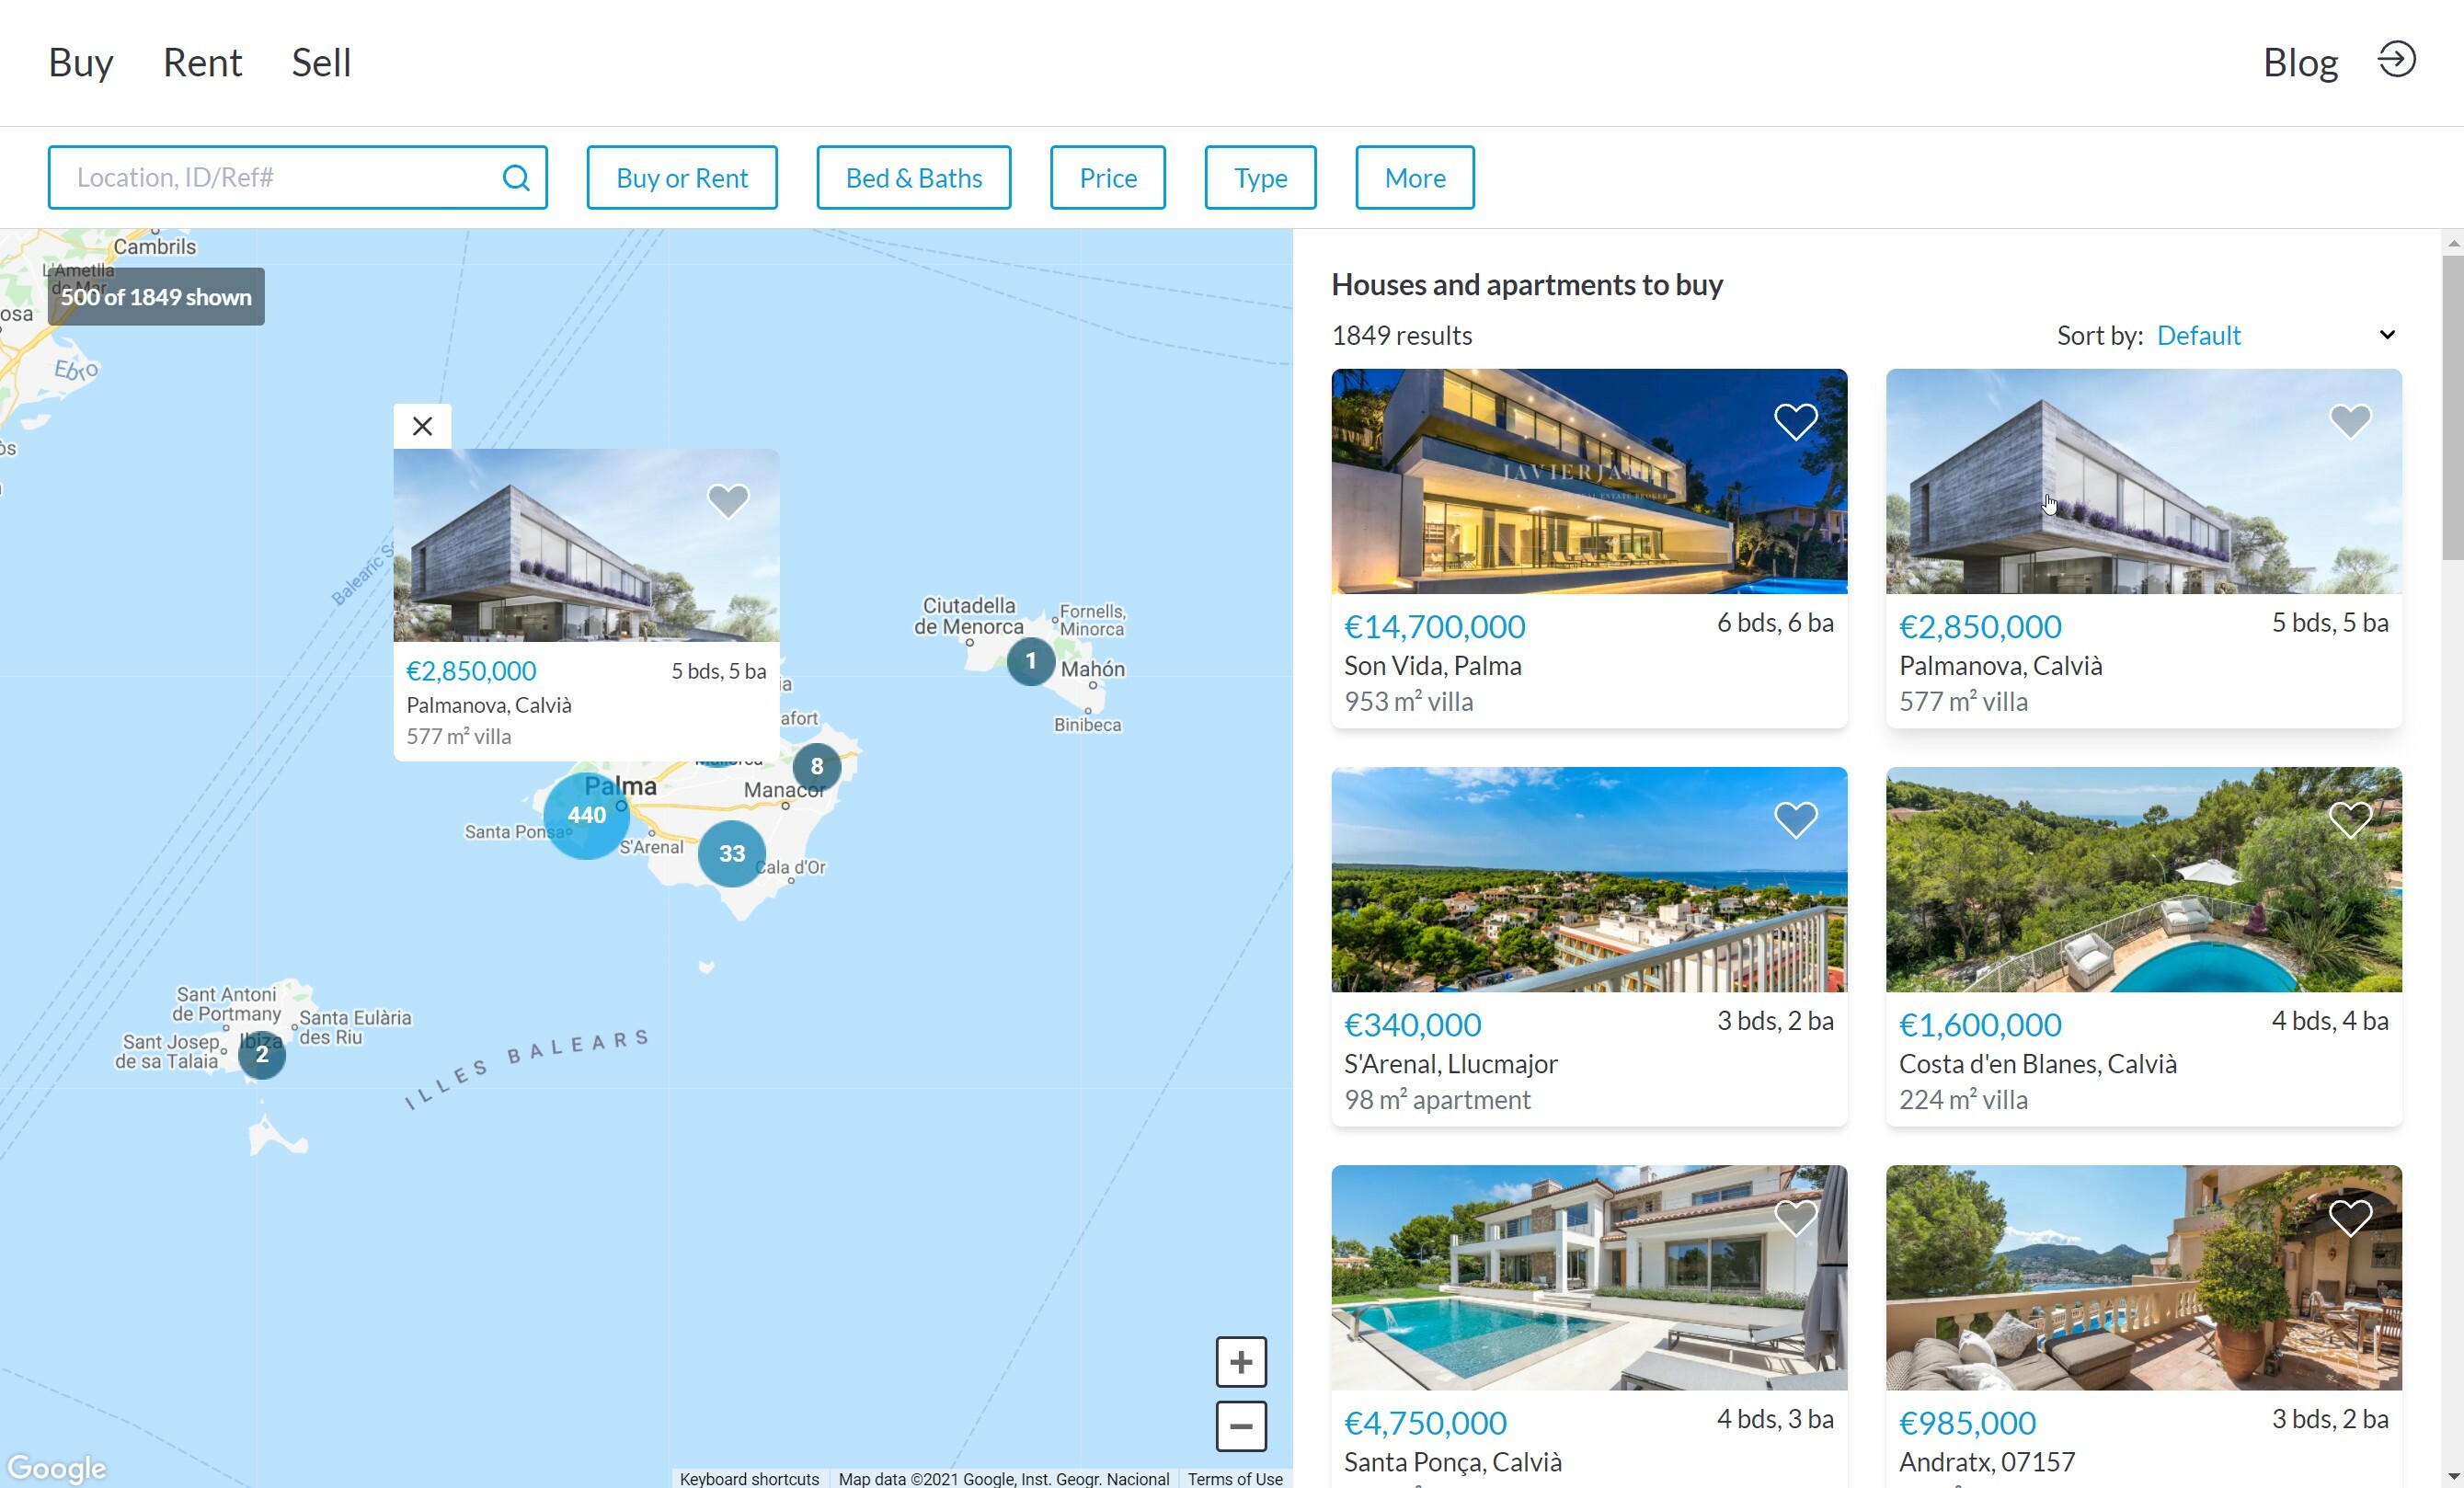 Buy Rent Sell Blog
Location, ID/Ref#
Buy or Rent
Bed & Baths
Price
Type
More
Cambrils
L'Ametlla
de Mar
500 of 1849 shown
osa
Ebro
òs
Balearic S
€2,850,000 5 bds, 5 ba
Palmanova, Calvià
577 m² villa
ia
afort
Ciutadella
de Menorca
Fornells,
Minorca
1
Mahón
Binibeca
8
Palma
Manacor
440
Santa Ponsa
S'Arenal
33
Cala d'Or
Sant Antoni
de Portmany
Santa Eulària
des Riu
Sant Josep
de sa Talaia
Ibiza
2
ILLES BALEARS
Google
Keyboard shortcuts
Map data ©2021 Google, Inst. Geogr. Nacional
Terms of Use
Houses and apartments to buy
1849 results
Sort by: Default
JAVIERJA
€14,700,000 6 bds, 6 ba
Son Vida, Palma
953 m² villa
€2,850,000 5 bds, 5 ba
Palmanova, Calvià
577 m² villa
€340,000 3 bds, 2 ba
S'Arenal, Llucmajor
98 m² apartment
€1,600,000 4 bds, 4 ba
Costa d'en Blanes, Calvià
224 m² villa
€4,750,000 4 bds, 3 ba
Santa Ponça, Calvià
€985,000 3 bds, 2 ba
Andratx, 07157